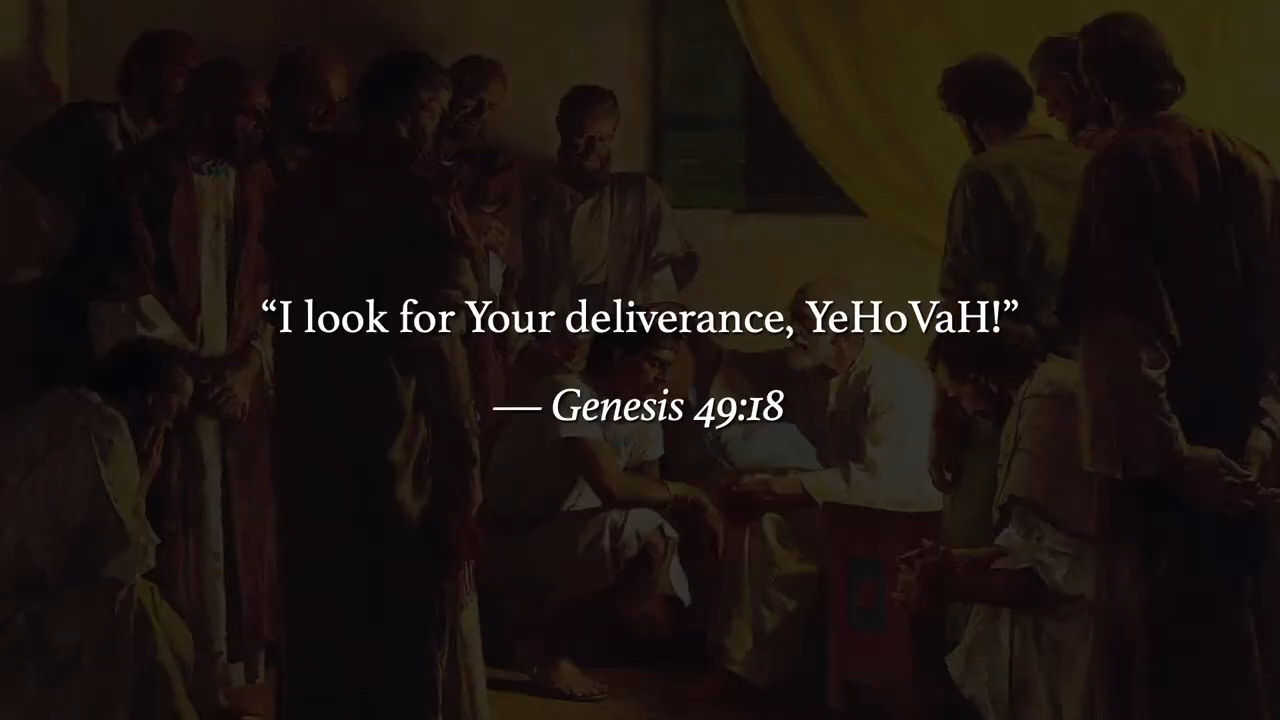 “I look for Your deliverance, YeHoVaH!”
— Genesis 49:18